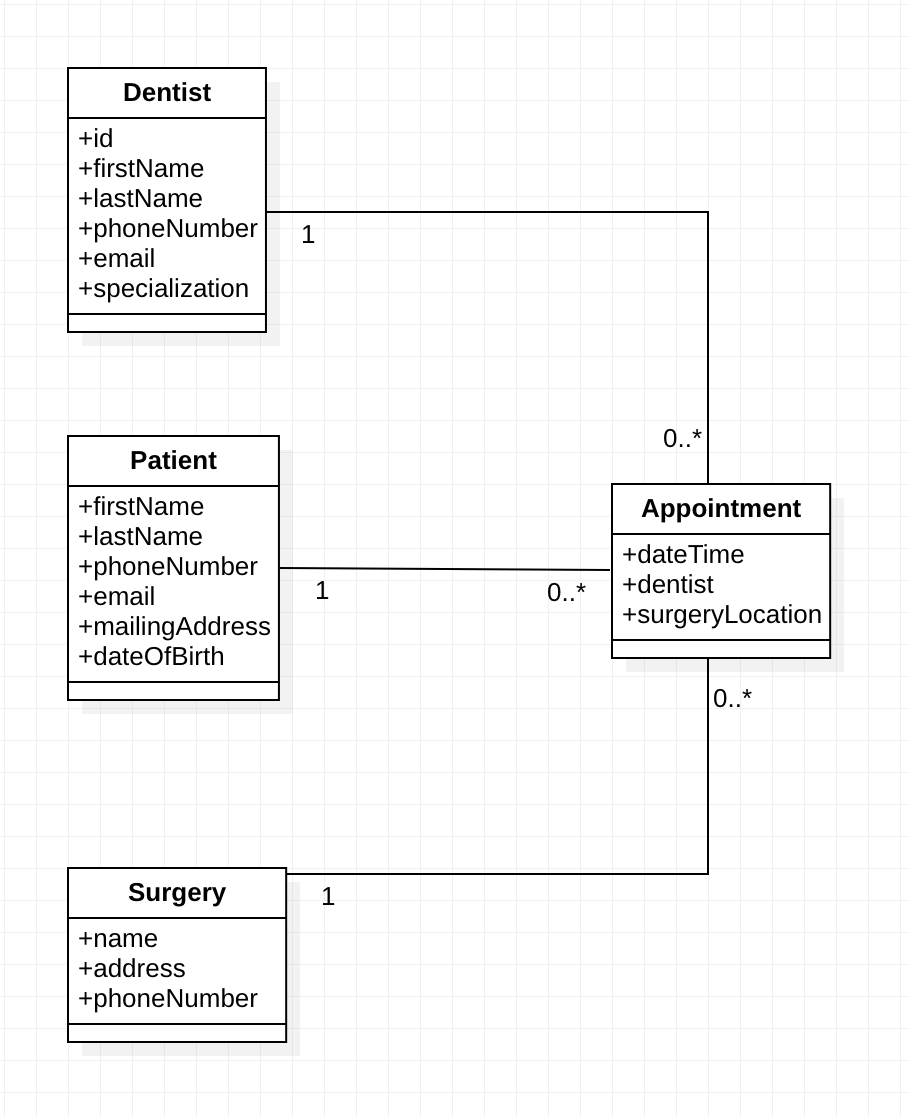 Dentist
+id
+firstName
+lastName
+phoneNumber
+email
+specialization
1
0..*
Patient
+firstName
+lastName
+phoneNumber
+email
+mailingAddress
+dateOfBirth
1
0..*
Appointment
+dateTime
+dentist
+surgeryLocation
0..*
Surgery
+name
+address
+phoneNumber
1